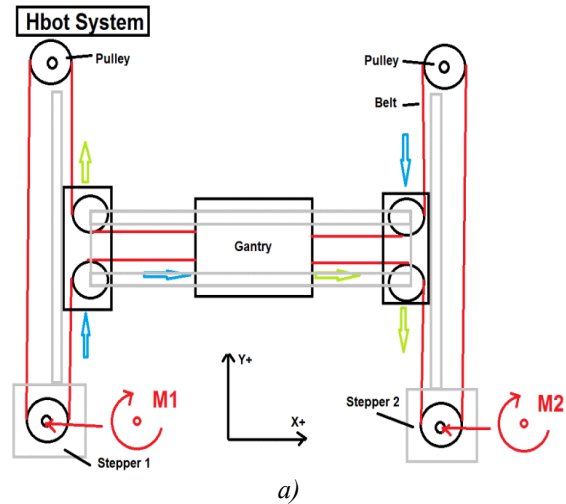 Hbot System
Pulley
Pulley
Belt
Gantry
Y+
X+
M1
Stepper 1
Stepper 2
M2
a)